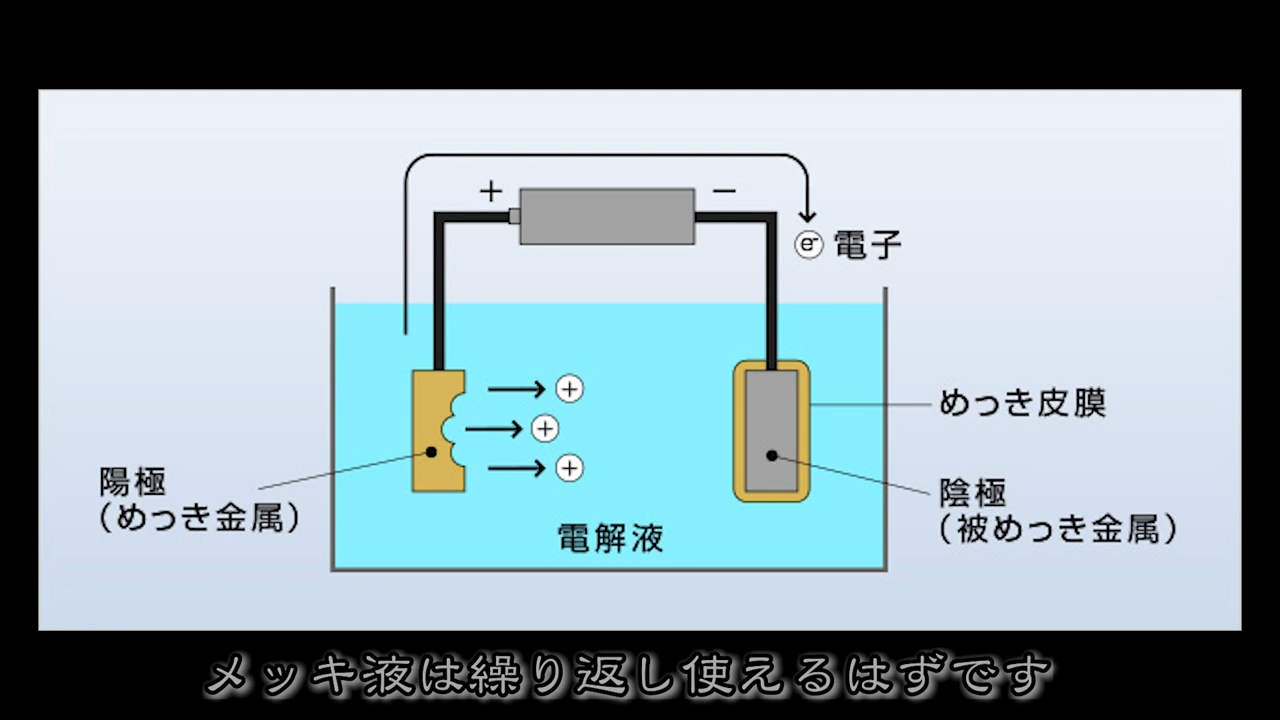 ＋
－
e⁻ 電子
めっき皮膜
陽極
（めっき金属）
＋
＋
＋
陰極
（被めっき金属）
電解液
メッキ液は繰り返し使えるはずです